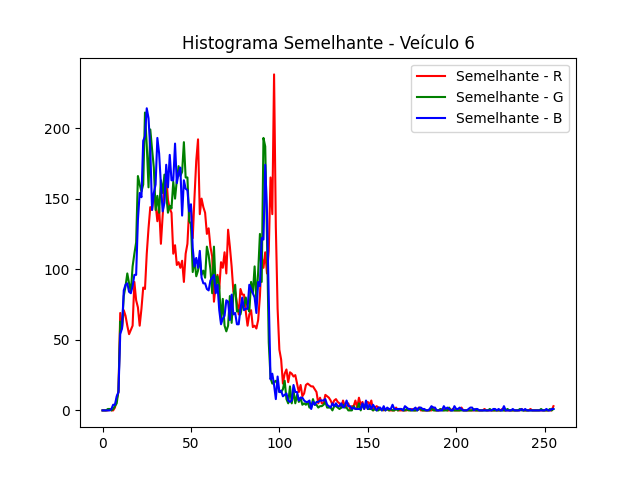 Histograma Semelhante - Veículo 6
Semelhante - R
Semelhante - G
Semelhante - B
200
150
100
50
0
0 50 100 150 200 250